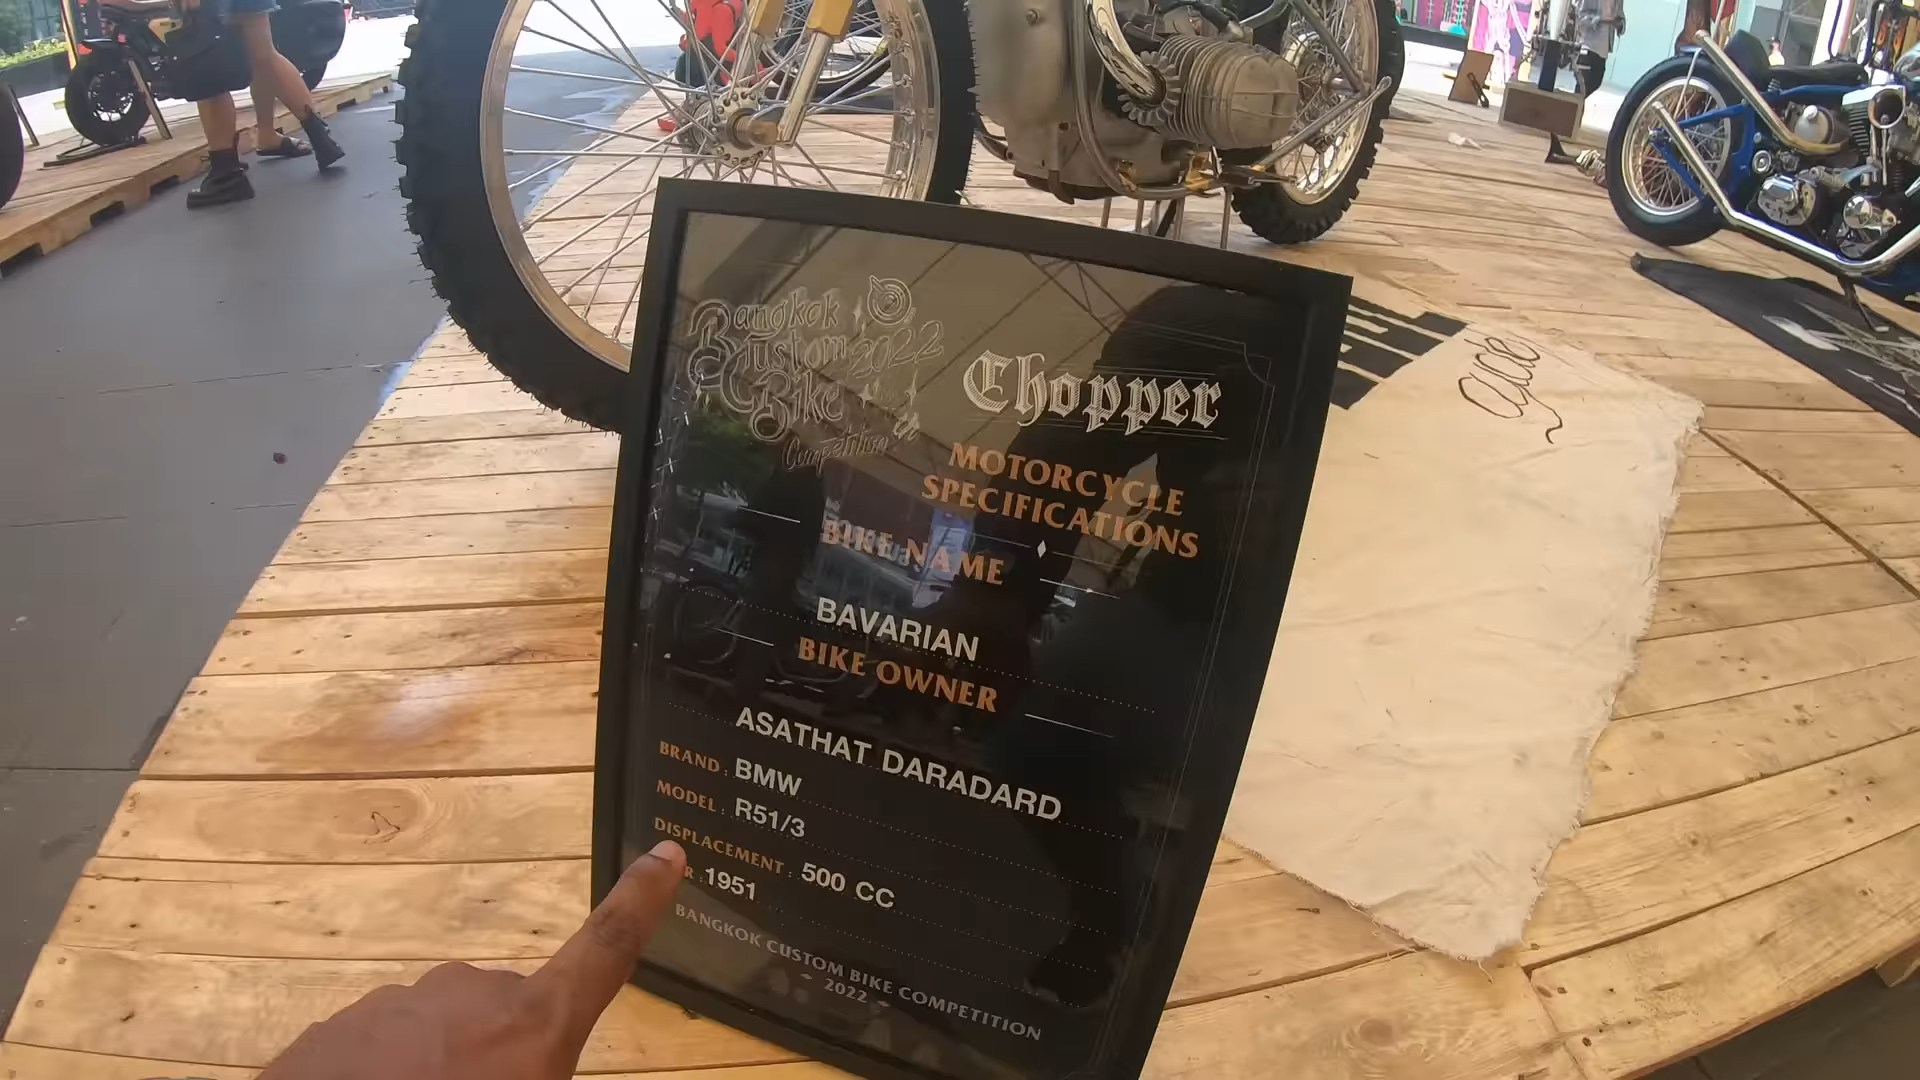 Bangkok
Kustom 2022
Bike
Competition
Chopper
MOTORCYCLE
SPECIFICATIONS
BIKE NAME
BAVARIAN
BIKE OWNER
ASATHAT DARADARD
BRAND : BMW
MODEL : R51/3
DISPLACEMENT : 500 CC
R : 1951
BANGKOK CUSTOM BIKE COMPETITION
2022